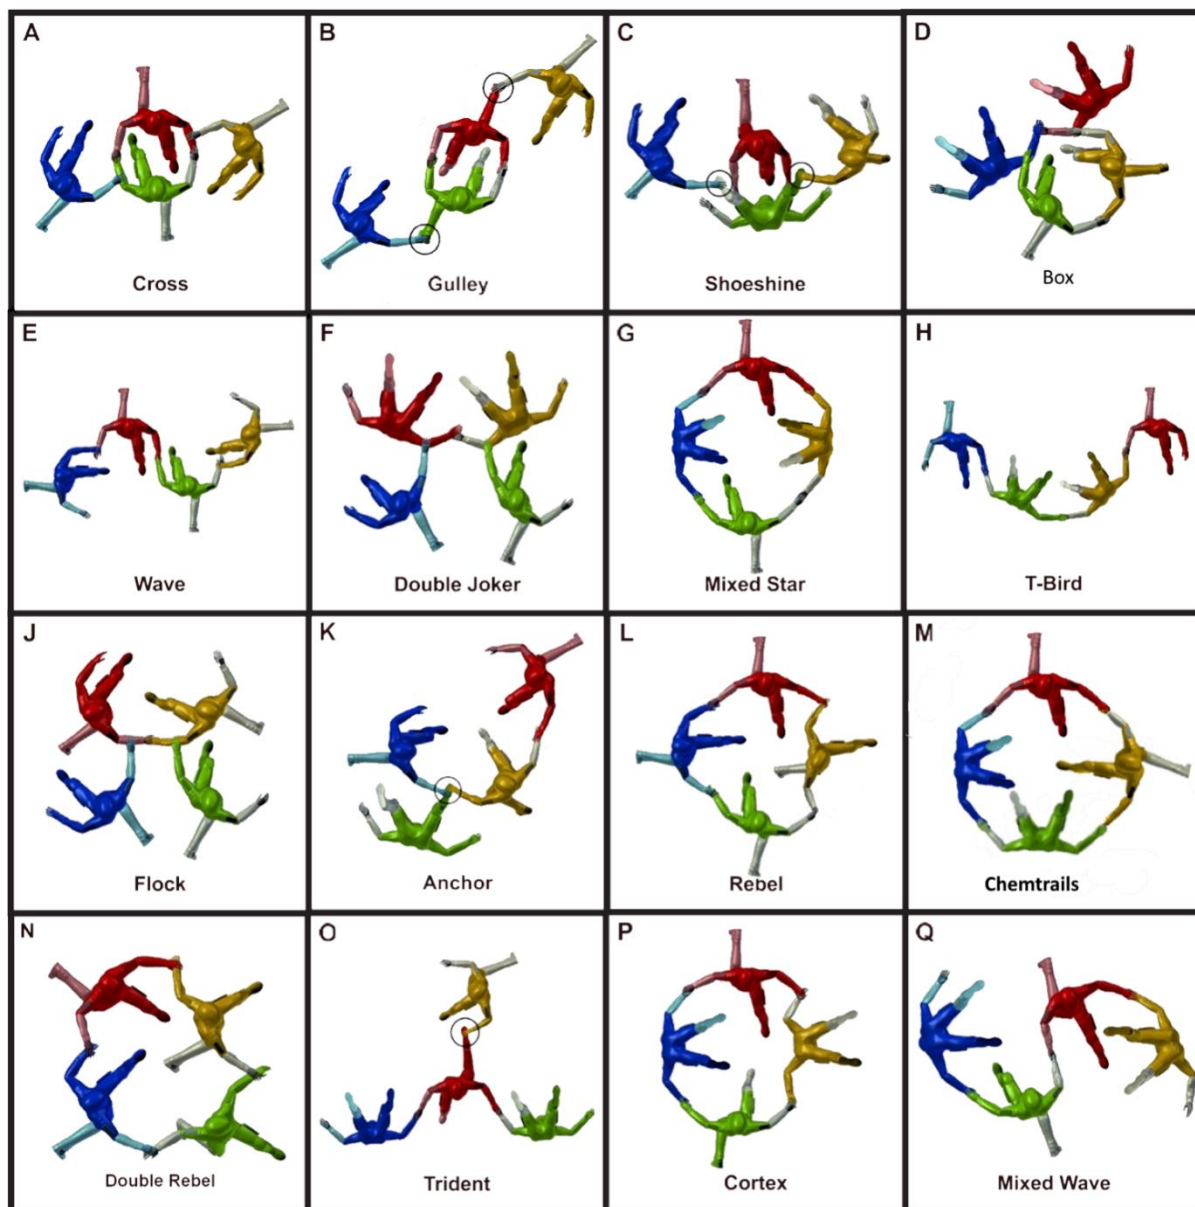 A
Cross
B
Gulley
C
Shoeshine
D
Box
E
Wave
F
Double Joker
G
Mixed Star
H
T-Bird
J
Flock
K
Anchor
L
Rebel
M
Chemtrails
N
Double Rebel
O
Trident
P
Cortex
Q
Mixed Wave